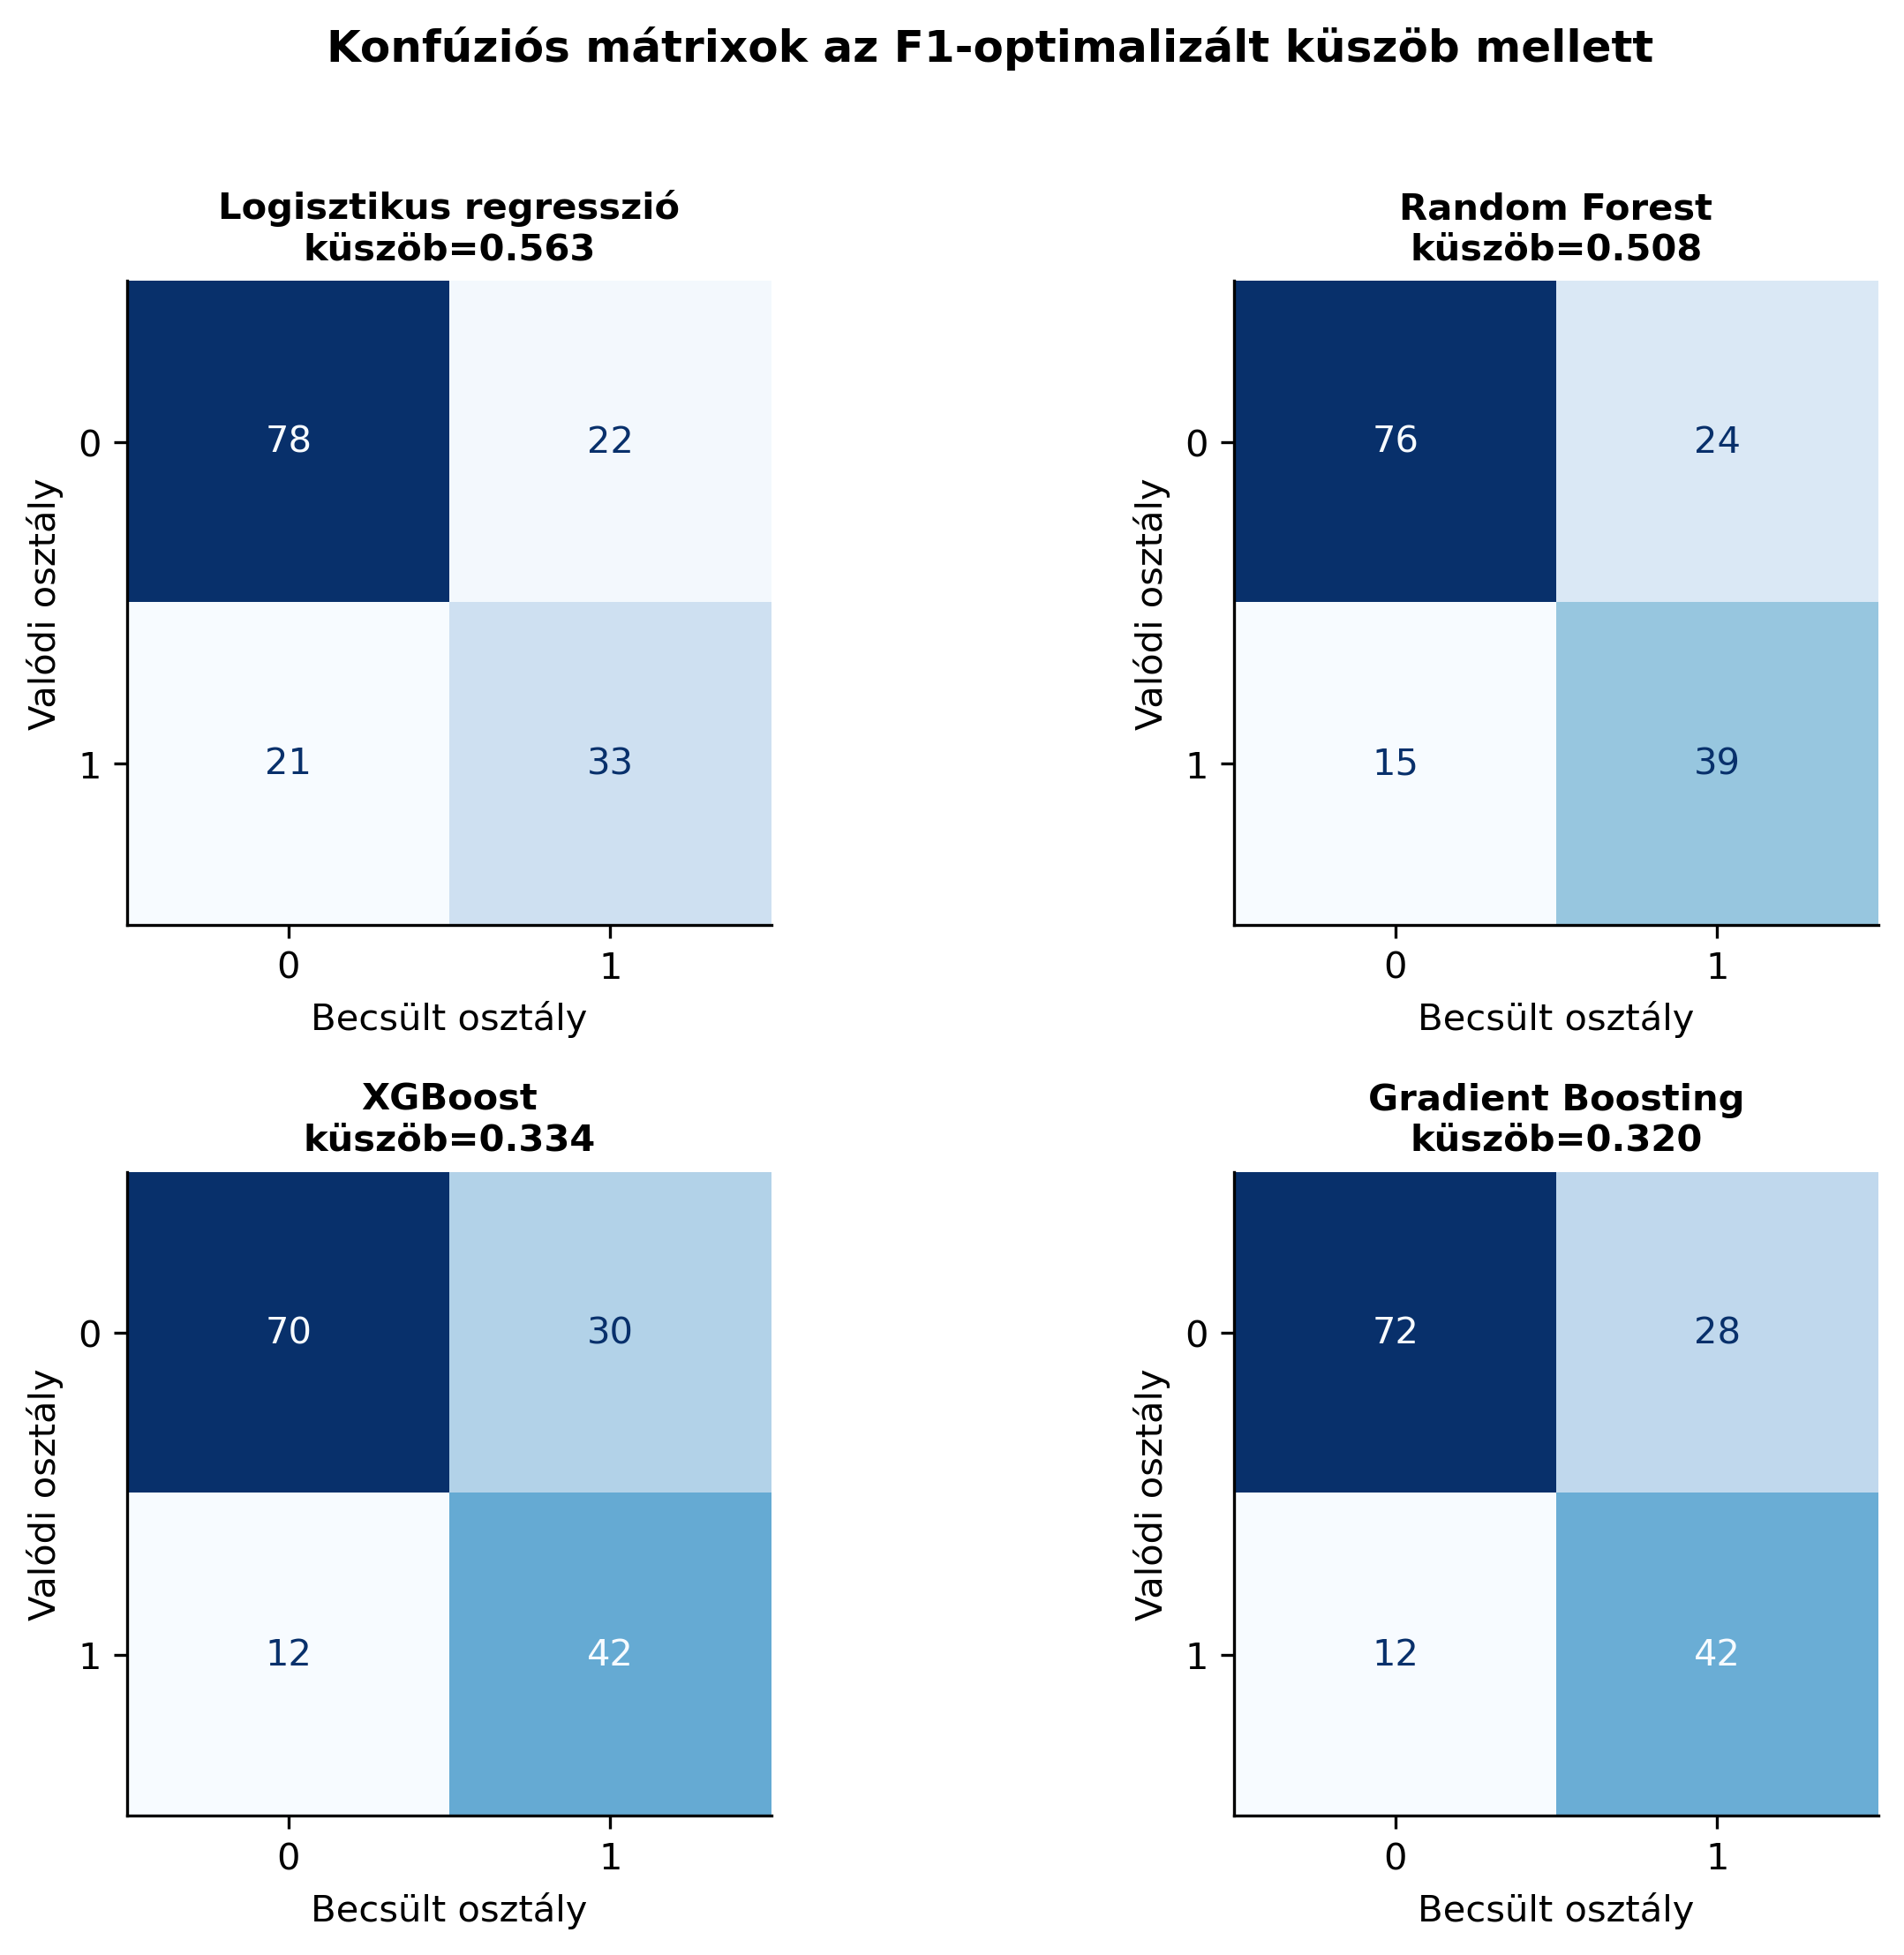 Konfúziós mátrixok az F1-optimalizált küszöb mellett
Logisztikus regresszió
küszöb=0.563
Valódi osztály
0
78
22
1
21
33
0
1
Becsült osztály
Random Forest
küszöb=0.508
Valódi osztály
0
76
24
1
15
39
0
1
Becsült osztály
XGBoost
küszöb=0.334
Valódi osztály
0
70
30
1
12
42
0
1
Becsült osztály
Gradient Boosting
küszöb=0.320
Valódi osztály
0
72
28
1
12
42
0
1
Becsült osztály